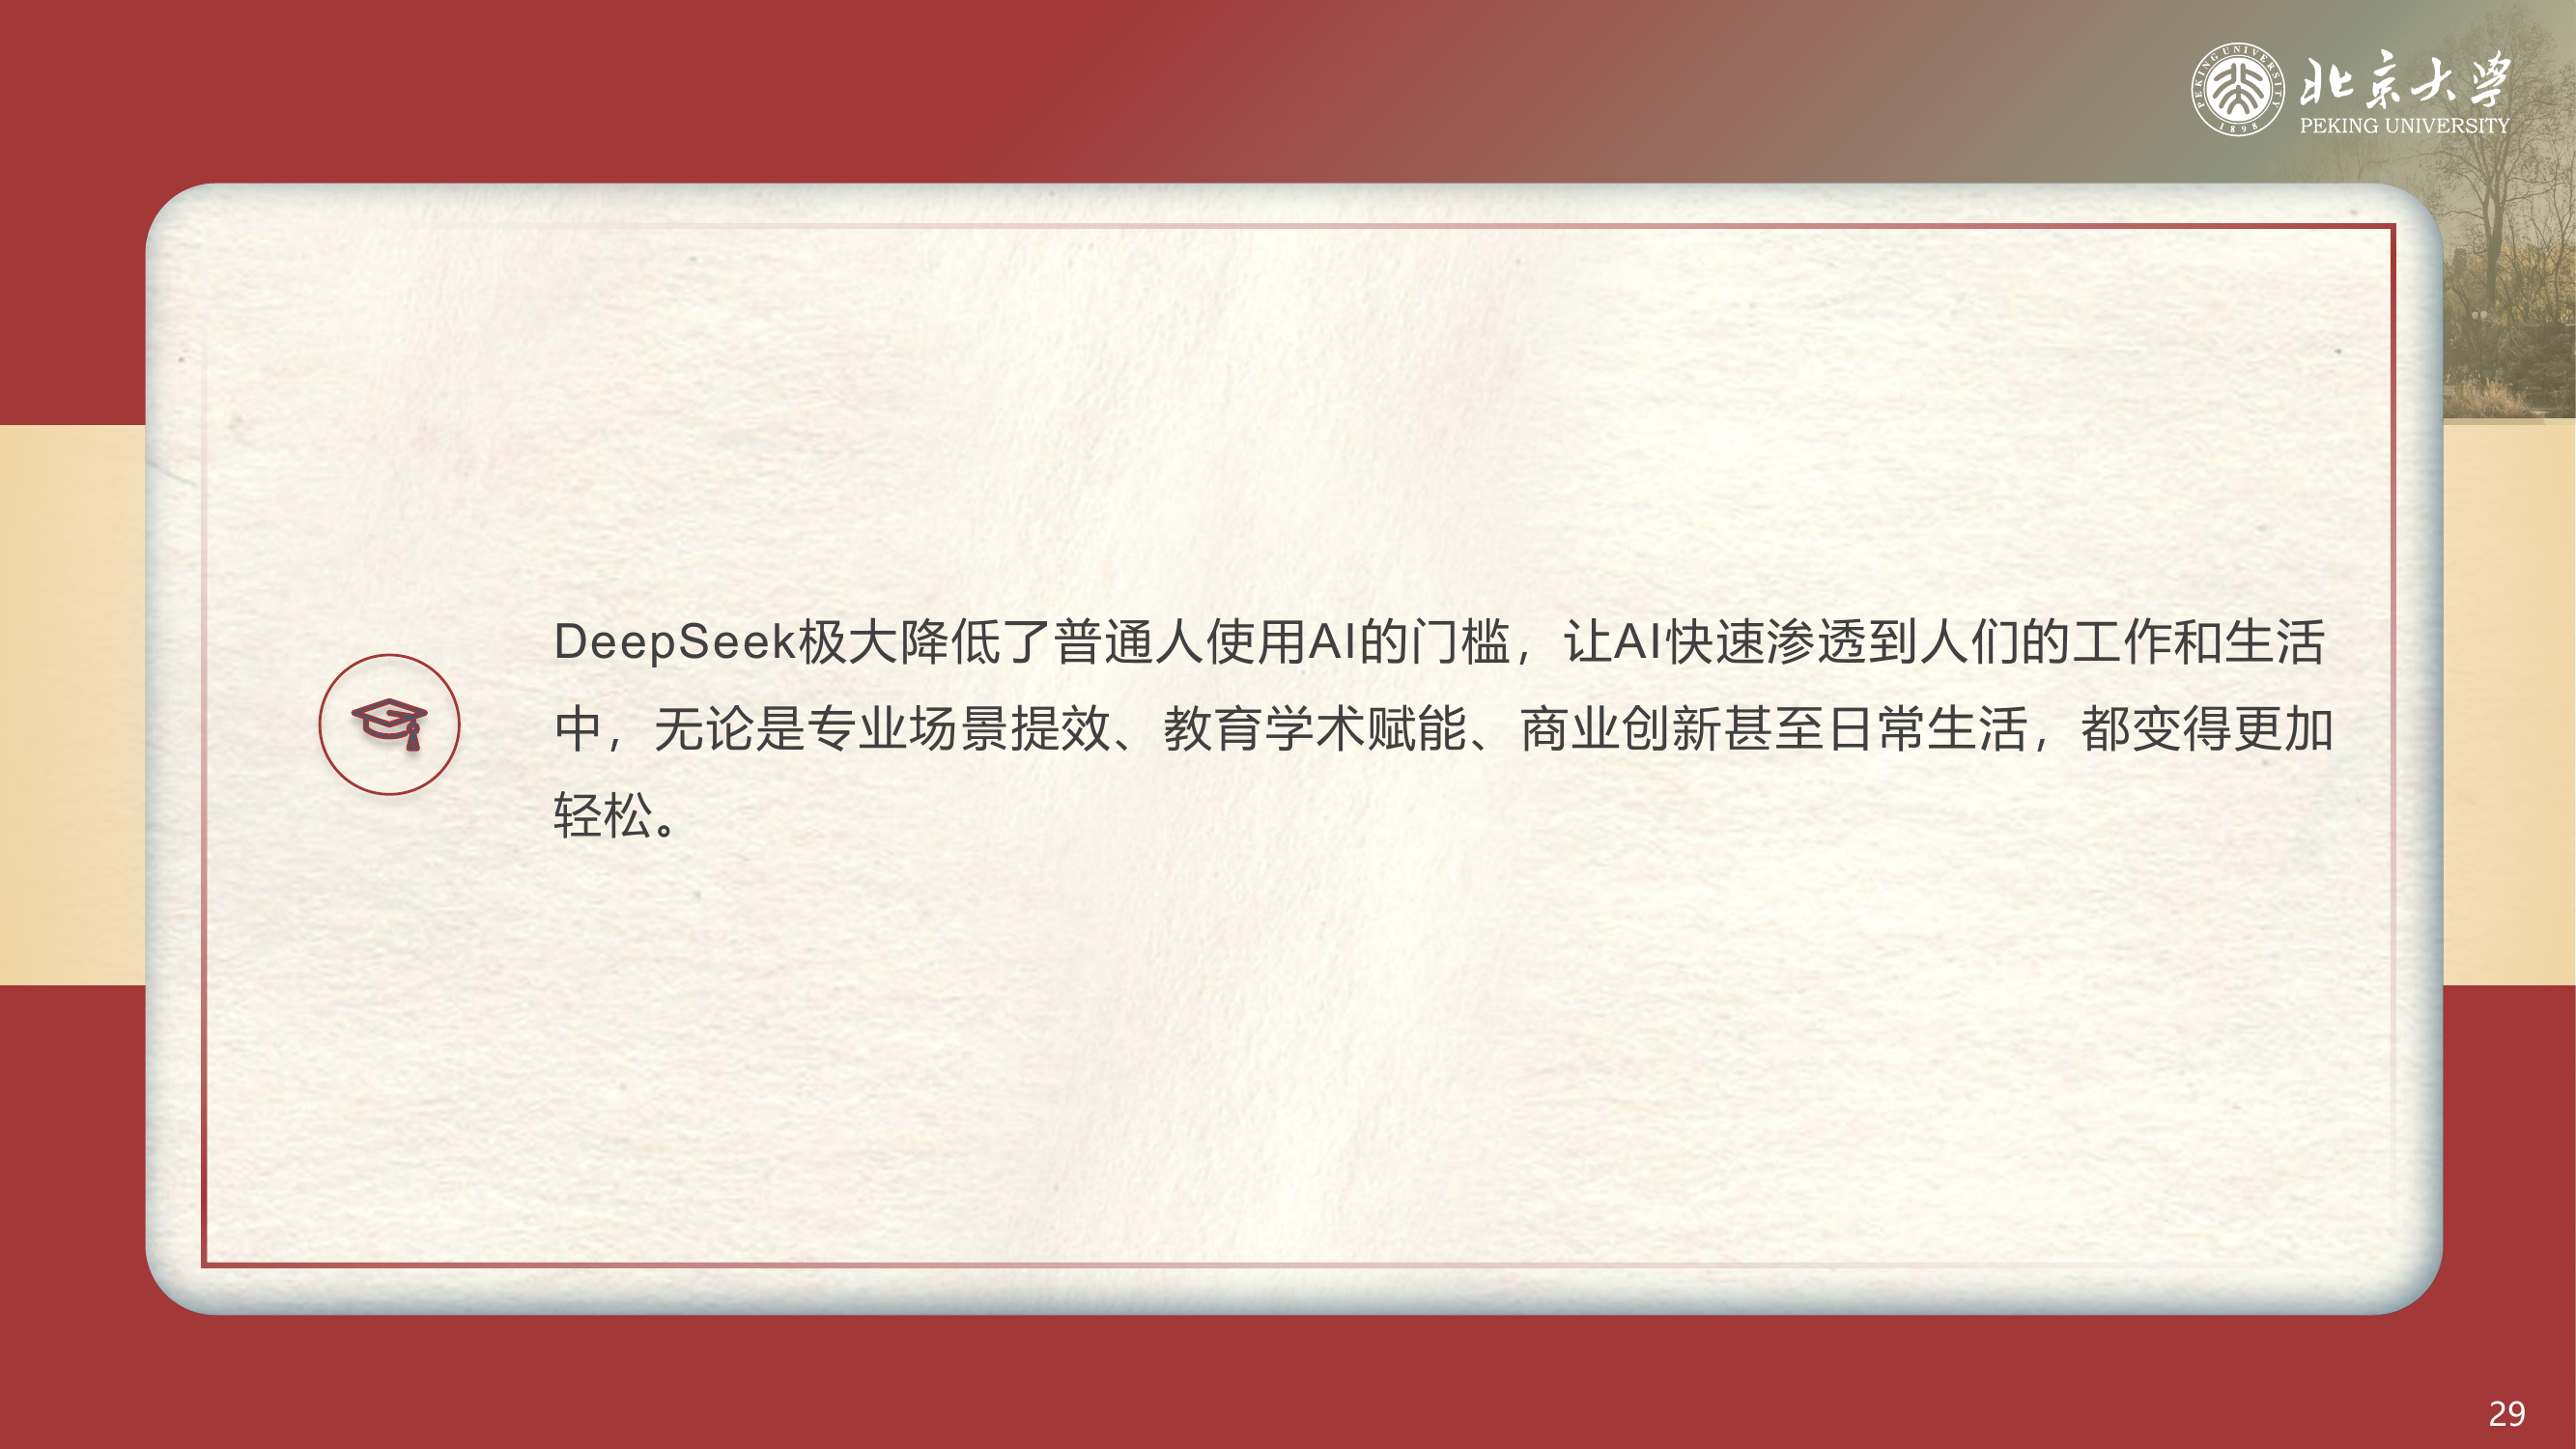 PEKING UNIVERSITY
1898
北京大学
PEKING UNIVERSITY
DeepSeek极大降低了普通人使用AI的门槛，让AI快速渗透到人们的工作和生活
中，无论是专业场景提效、教育学术赋能、商业创新甚至日常生活，都变得更加
轻松。
29